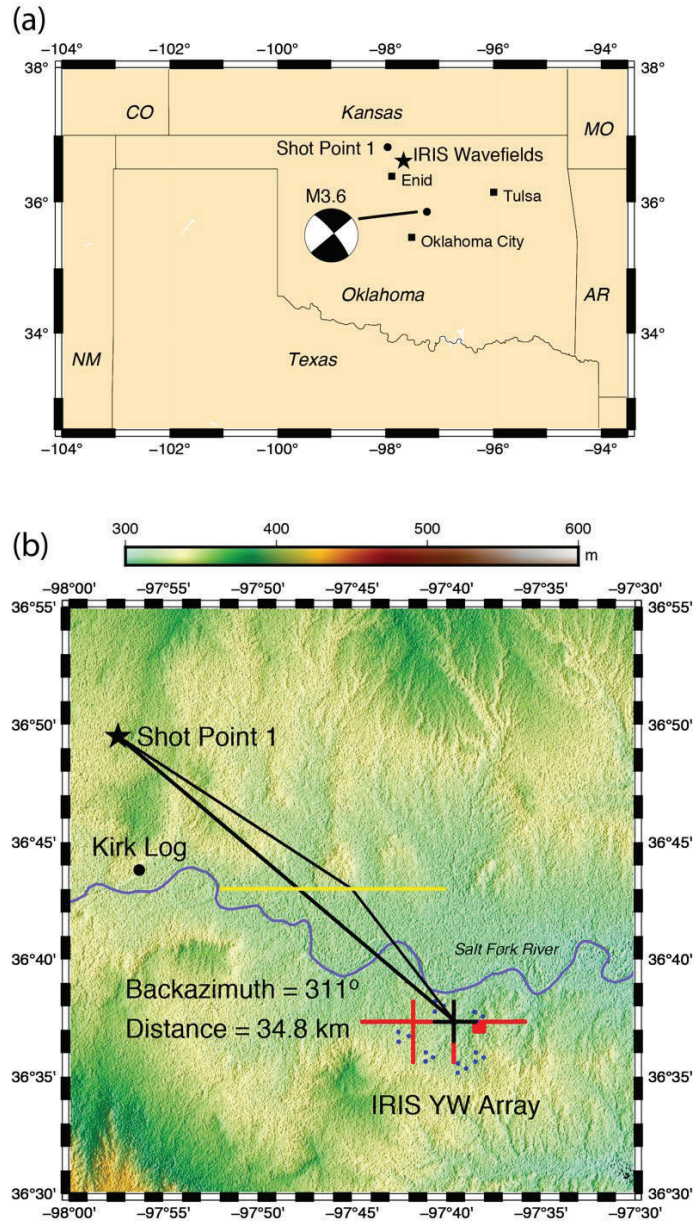 (a)
−104° −102° −100° −98° −96° −94°
38° 38°
CO Kansas MO
Shot Point 1 IRIS Wavefields
36° Enid 36°
M3.6 Tulsa
Oklahoma City
Oklahoma AR
34° 34°
NM Texas
−104° −102° −100° −98° −96° −94°
(b)
300 400 500 600
m
−98°00' −97°55' −97°50' −97°45' −97°40' −97°35' −97°30'
36°55' 36°55'
36°50' 36°50'
Shot Point 1
36°45' 36°45'
Kirk Log
Salt Fork River
36°40' 36°40'
Backazimuth = 311°
Distance = 34.8 km
36°35' 36°35'
IRIS YW Array
36°30' 36°30'
−98°00' −97°55' −97°50' −97°45' −97°40' −97°35' −97°30'